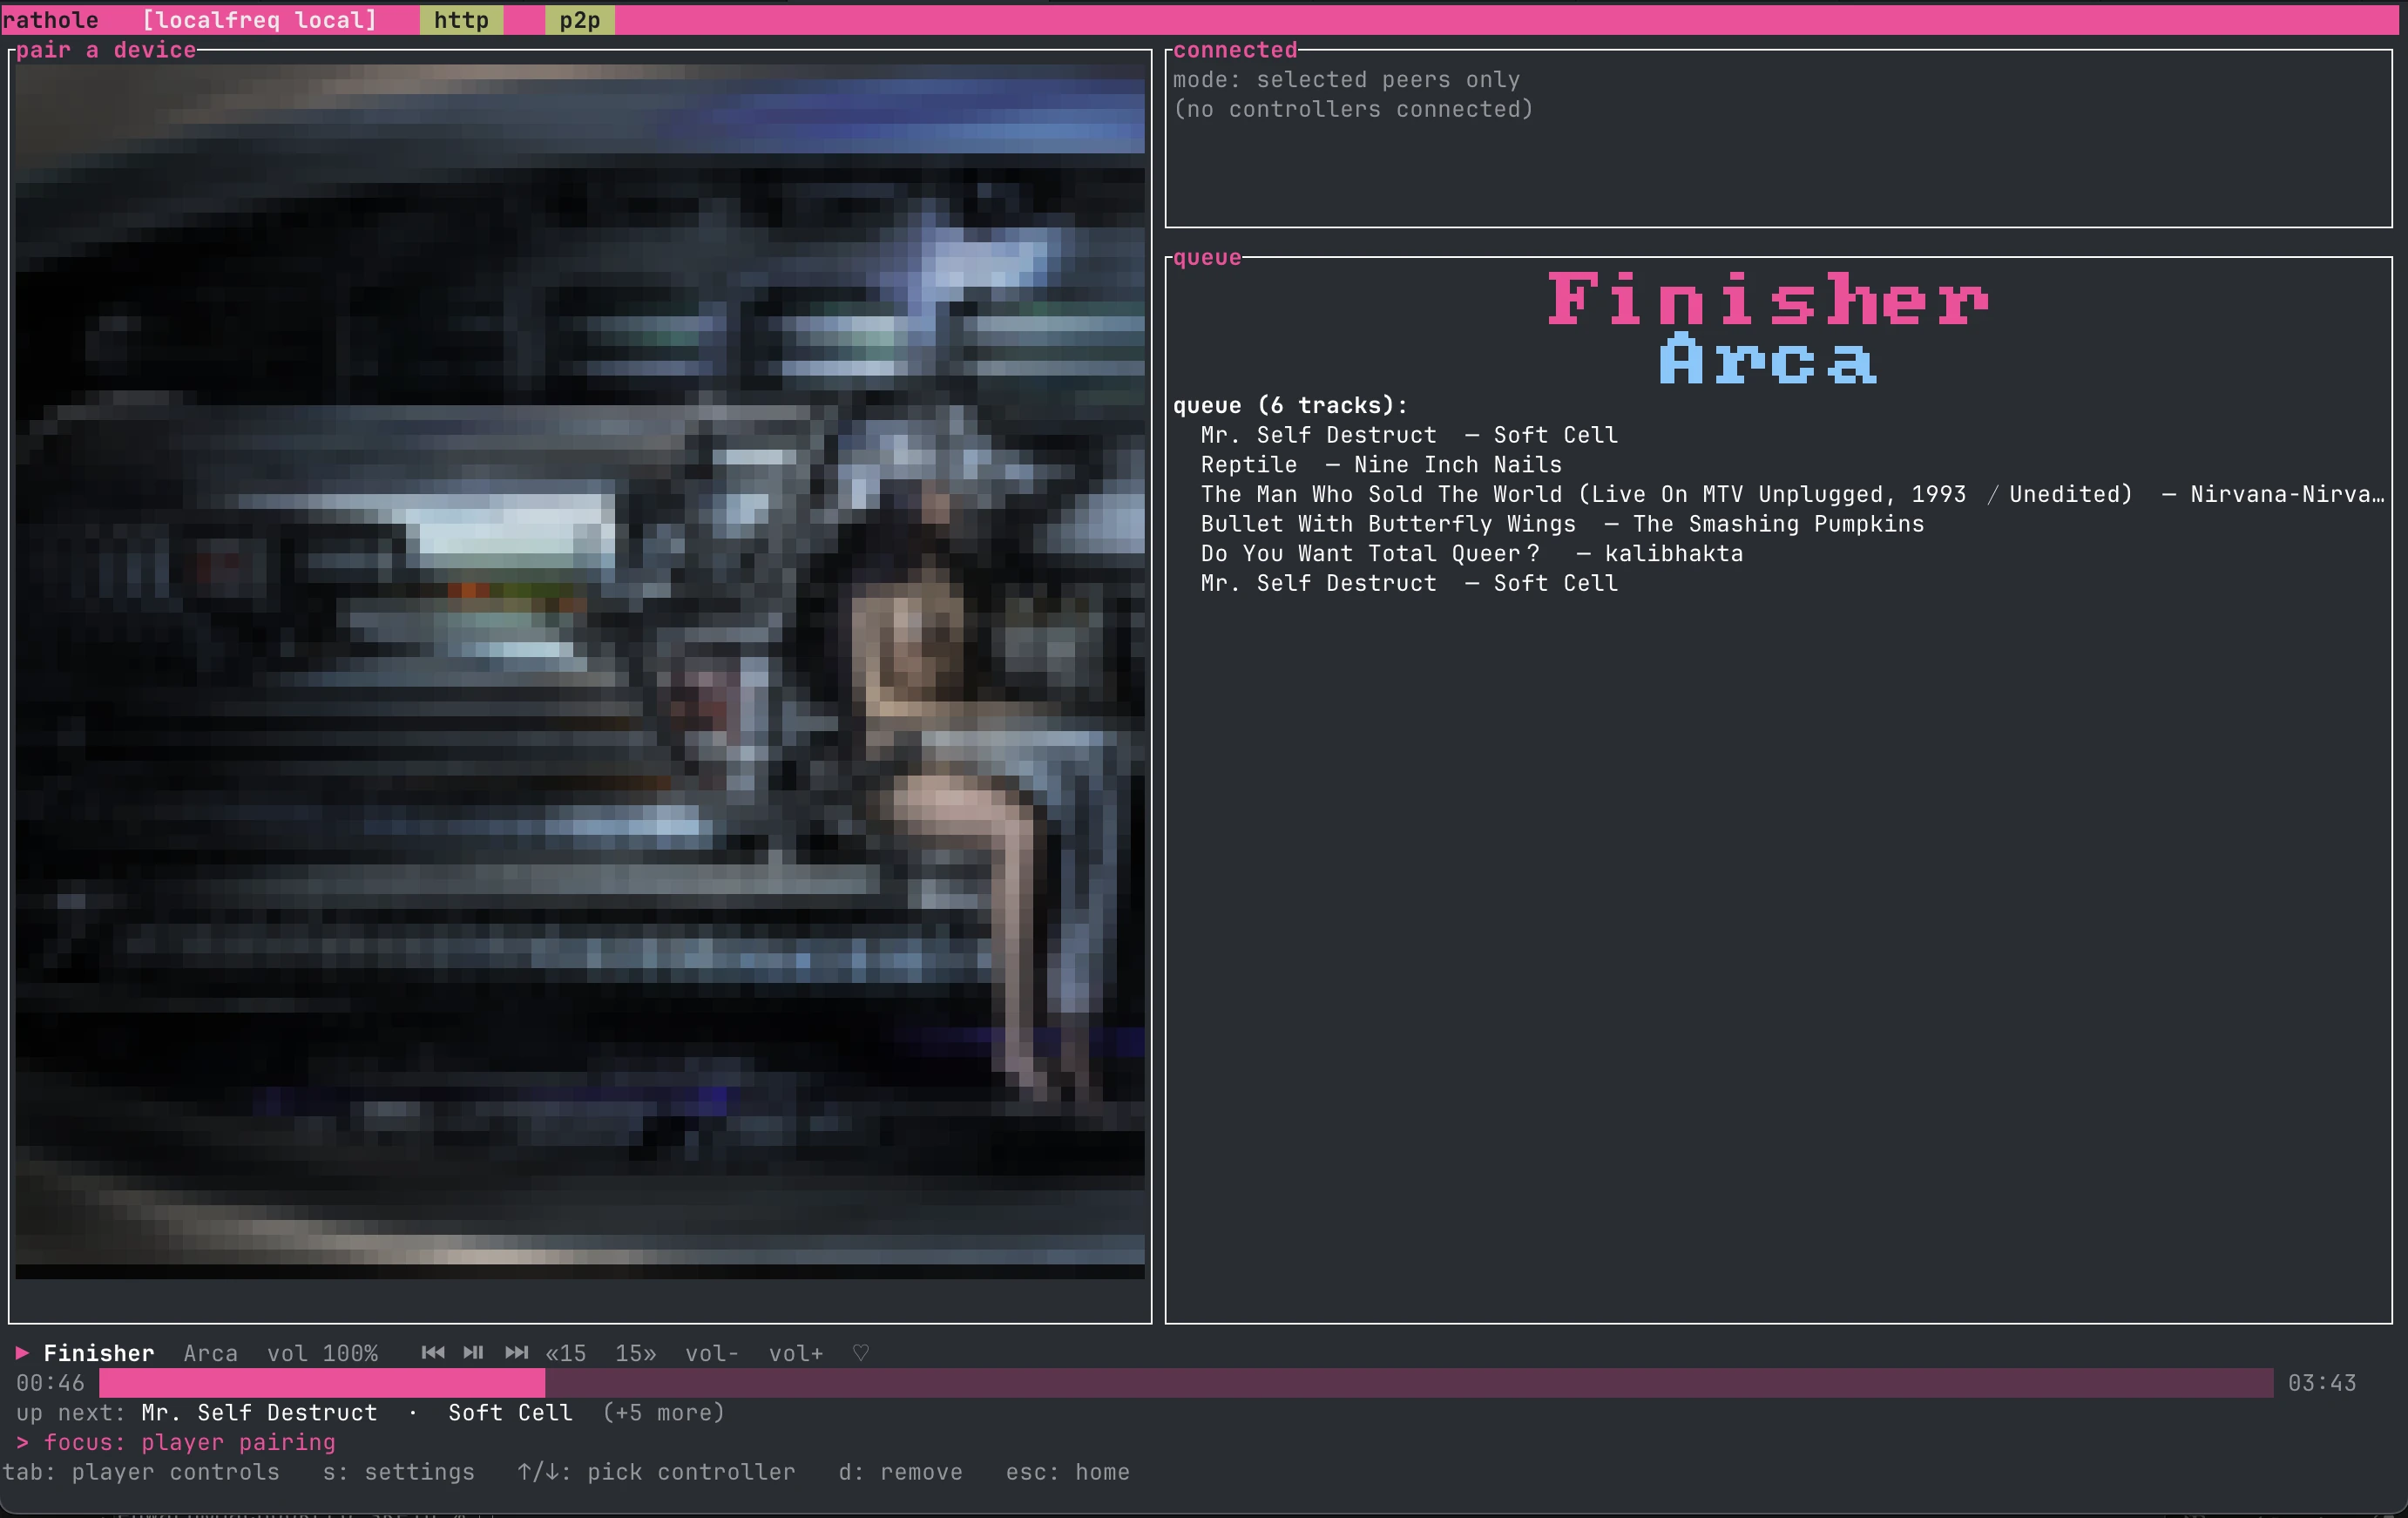 rathole [localfreq local] http p2p
pair a device
connected
mode: selected peers only
(no controllers connected)
queue
Finisher
Arca
queue (6 tracks):
Mr. Self Destruct — Soft Cell
Reptile — Nine Inch Nails
The Man Who Sold The World (Live On MTV Unplugged, 1993 / Unedited) — Nirvana-Nirva…
Bullet With Butterfly Wings — The Smashing Pumpkins
Do You Want Total Queer? — kalibhakta
Mr. Self Destruct — Soft Cell
▶ Finisher Arca vol 100% ⏮ ⏯ ⏭ «15 15» vol- vol+ ♡
00:46 03:43
up next: Mr. Self Destruct · Soft Cell (+5 more)
> focus: player pairing
tab: player controls s: settings ↑/↓: pick controller d: remove esc: home